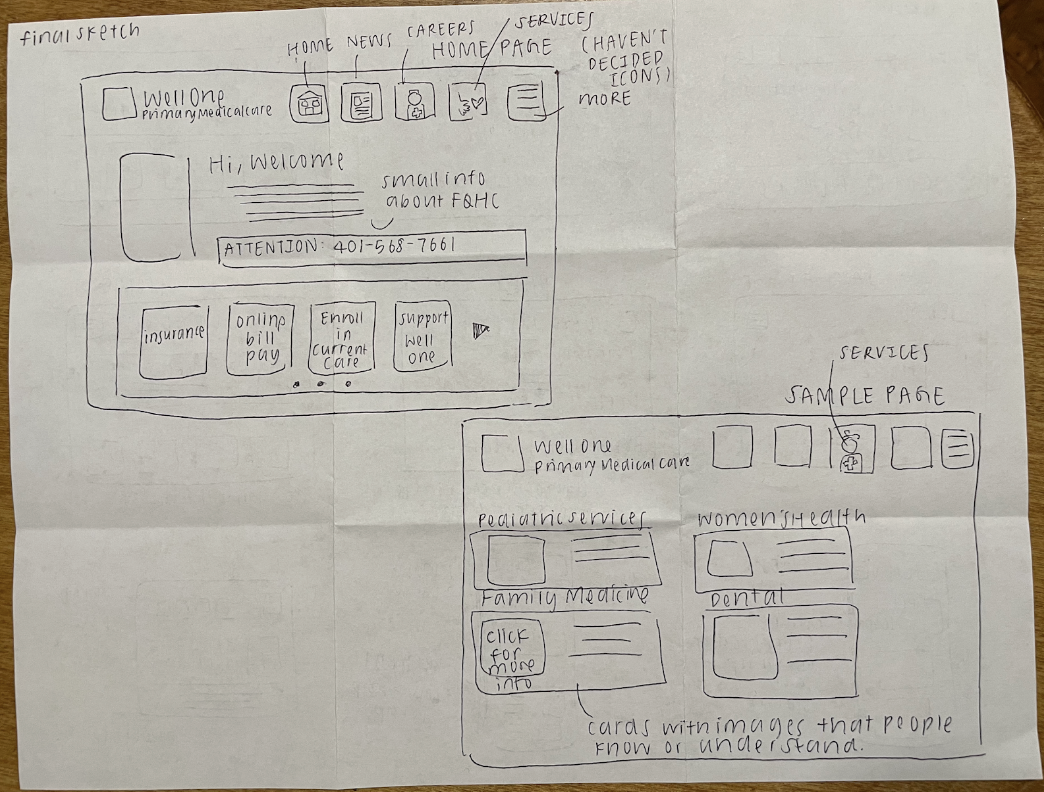 final sketch
HOME NEWS CAREERS SERVICES
HOME PAGE
(HAVEN'T
DECIDED
ICONS)
MORE
Well One
Primary Medical care
Hi, Welcome
small info
about FQHC
ATTENTION: 401-568-7661
insurance
online
bill
pay
Enroll
in
current
care
support
well
one
SERVICES
SAMPLE PAGE
Well One
Primary Medical care
Pediatric services
Women's Health
Family Medicine
Dental
click
for
more
info
cards with images that people
know or understand.